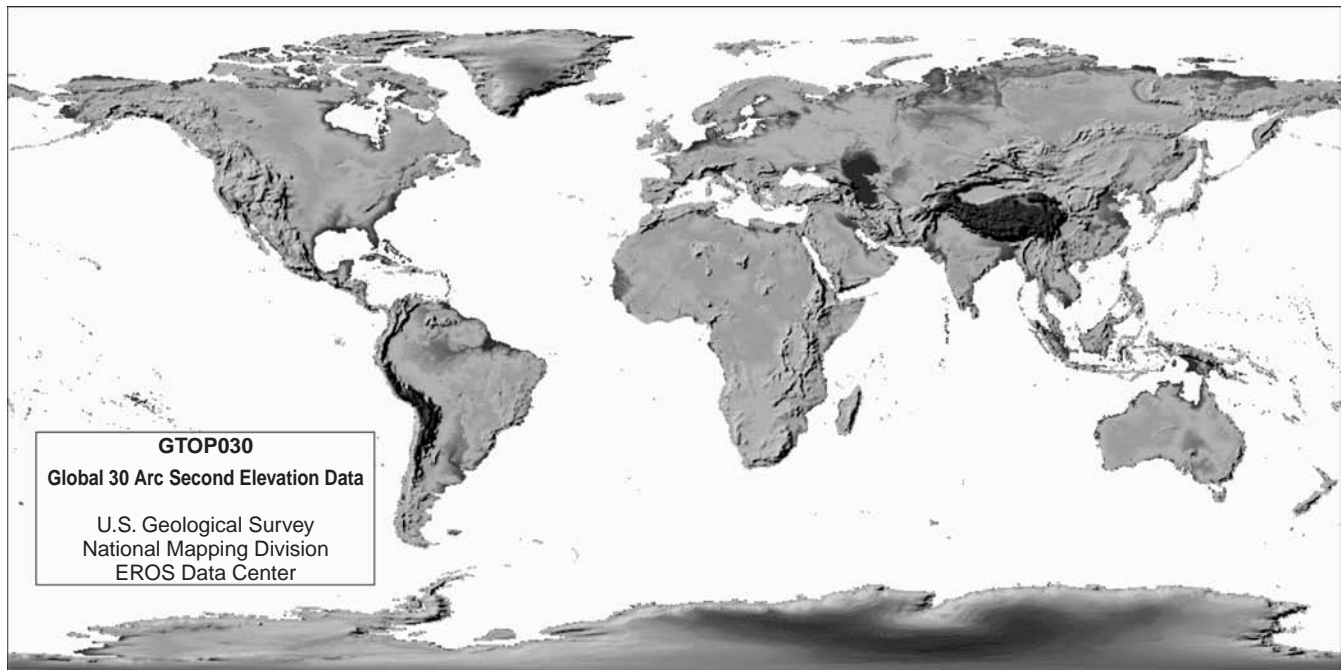 GTOP030
Global 30 Arc Second Elevation Data
U.S. Geological Survey
National Mapping Division
EROS Data Center